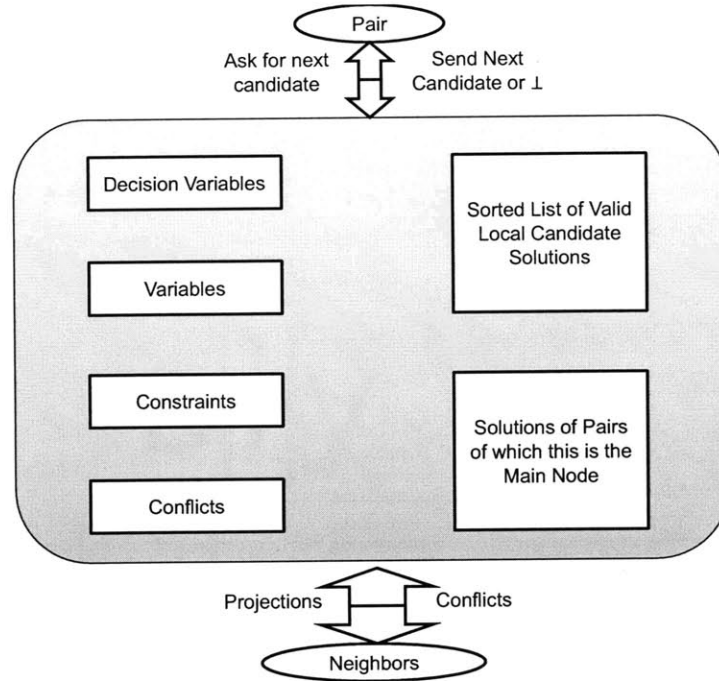 Pair
Ask for next
candidate
Send Next
Candidate or ⊥
Decision Variables
Variables
Constraints
Conflicts
Sorted List of Valid
Local Candidate
Solutions
Solutions of Pairs
of which this is the
Main Node
Projections
Conflicts
Neighbors